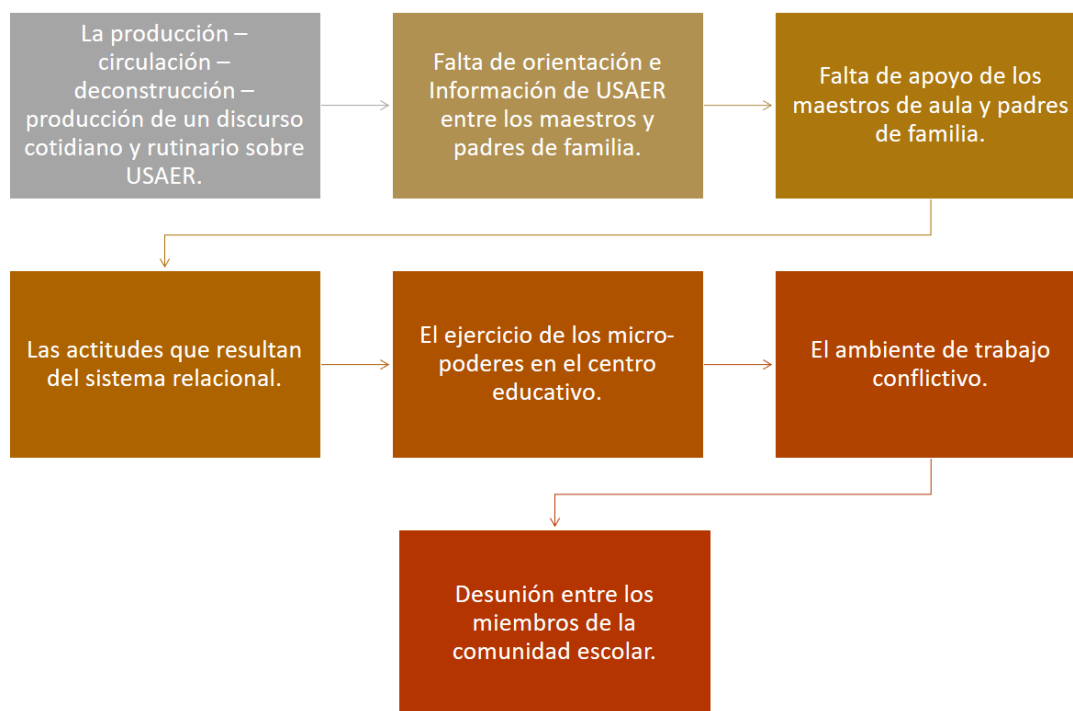 La producción –
circulación –
deconstrucción –
producción de un discurso
cotidiano y rutinario sobre
USAER.
Falta de orientación e
Información de USAER
entre los maestros y
padres de familia.
Falta de apoyo de los
maestros de aula y padres
de familia.
Las actitudes que resultan
del sistema relacional.
El ejercicio de los micro-
poderes en el centro
educativo.
El ambiente de trabajo
conflictivo.
Desunión entre los
miembros de la
comunidad escolar.